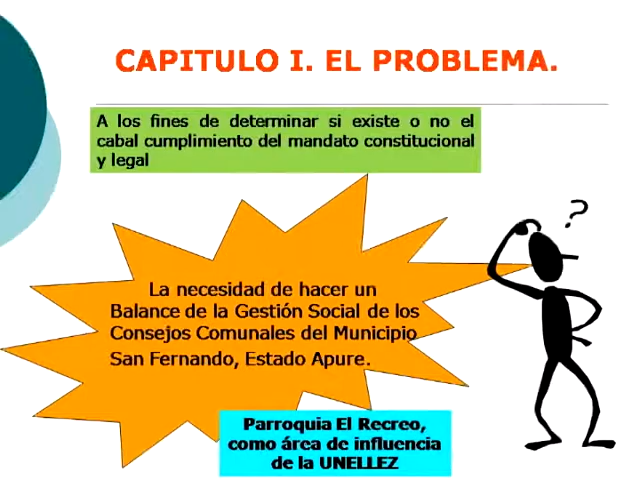 CAPITULO I. EL PROBLEMA.
A los fines de determinar si existe o no el
cabal cumplimiento del mandato constitucional
y legal
?
La necesidad de hacer un
Balance de la Gestión Social de los
Consejos Comunales del Municipio
San Fernando, Estado Apure.
Parroquia El Recreo,
como área de influencia
de la UNELLEZ